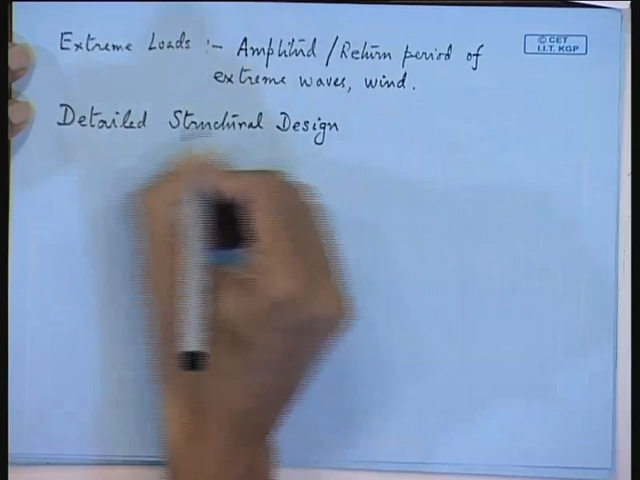 Extreme Loads :- Amplitud / Return period of
extreme waves, wind.
Detailed Structural Design
© CET
I.I.T. KGP